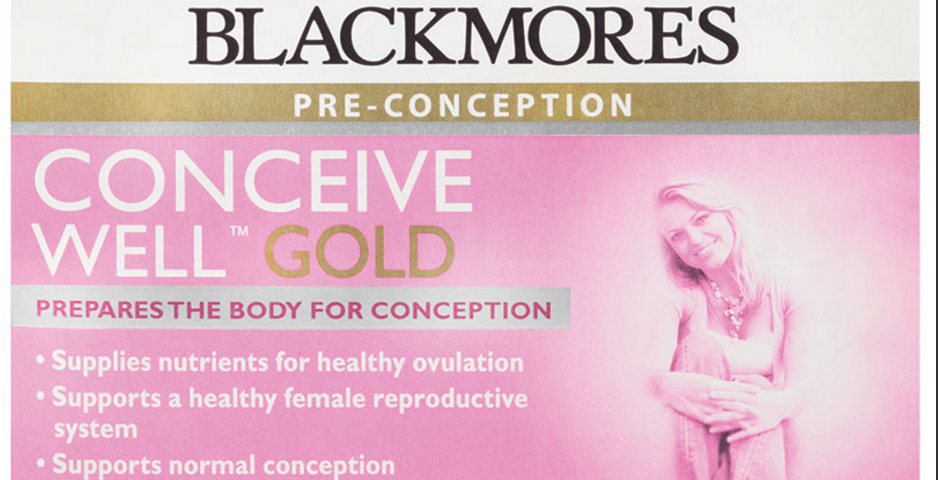 BLACKMORES
PRE-CONCEPTION
CONCEIVE
WELL™ GOLD
PREPARES THE BODY FOR CONCEPTION
• Supplies nutrients for healthy ovulation
• Supports a healthy female reproductive
system
• Supports normal conception